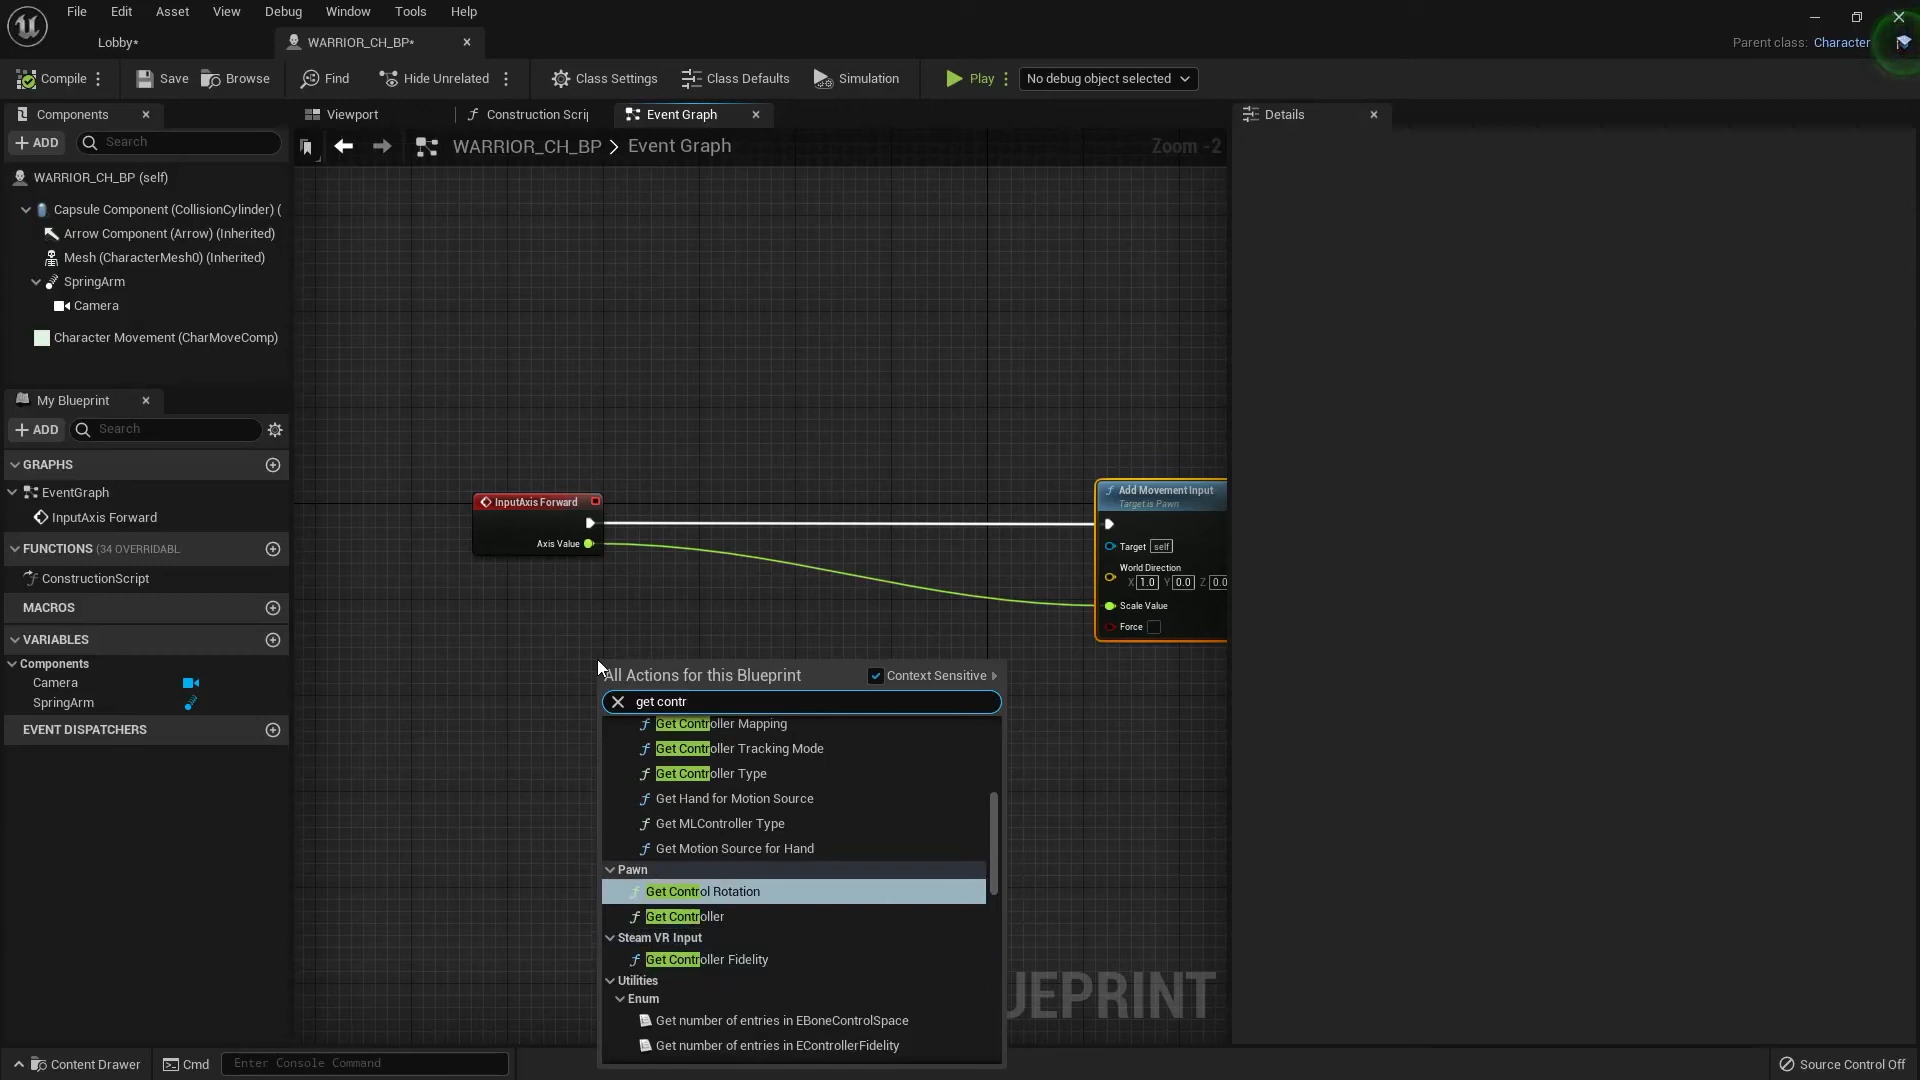 File Edit Asset View Debug Window Tools Help
Lobby*
WARRIOR_CH_BP*
Parent class: Character
Compile
Save
Browse
Find
Hide Unrelated
Class Settings
Class Defaults
Simulation
Play
No debug object selected
Components
Viewport
Construction Scri
Event Graph
Details
ADD
Search
WARRIOR_CH_BP > Event Graph
Zoom -2
WARRIOR_CH_BP (self)
Capsule Component (CollisionCylinder) (
Arrow Component (Arrow) (Inherited)
Mesh (CharacterMesh0) (Inherited)
SpringArm
Camera
Character Movement (CharMoveComp)
My Blueprint
ADD
Search
GRAPHS
EventGraph
InputAxis Forward
FUNCTIONS (34 OVERRIDABL
ConstructionScript
MACROS
VARIABLES
Components
Camera
SpringArm
EVENT DISPATCHERS
InputAxis Forward
Axis Value
Add Movement Input
Target is Pawn
Target self
World Direction
X 1.0 Y 0.0 Z 0.0
Scale Value
Force
All Actions for this Blueprint
Context Sensitive
get contr
Get Controller Mapping
Get Controller Tracking Mode
Get Controller Type
Get Hand for Motion Source
Get MLController Type
Get Motion Source for Hand
Pawn
Get Control Rotation
Get Controller
Steam VR Input
Get Controller Fidelity
Utilities
Enum
Get number of entries in EBoneControlSpace
Get number of entries in EControllerFidelity
UEPRINT
Content Drawer
Cmd
Enter Console Command
Source Control Off